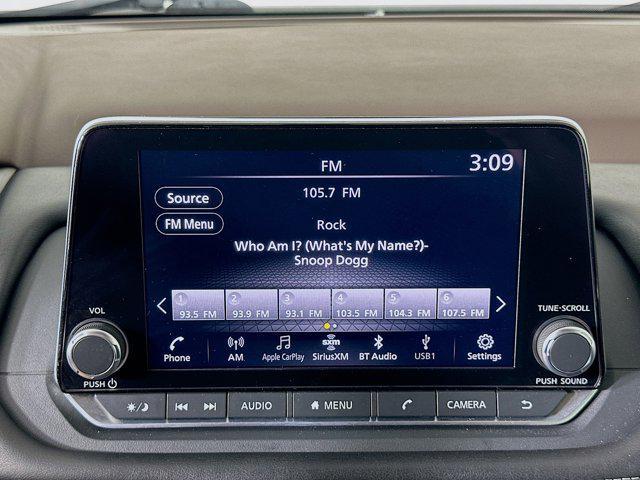 FM
3:09
Source
105.7 FM
FM Menu
Rock
Who Am I? (What's My Name?)-
Snoop Dogg
1 2 3 4 5 6
93.5 FM 93.9 FM 93.1 FM 103.5 FM 104.3 FM 107.5 FM
VOL
TUNE·SCROLL
sxm
Phone AM Apple CarPlay SiriusXM BT Audio USB1 Settings
PUSH
PUSH SOUND
AUDIO MENU CAMERA